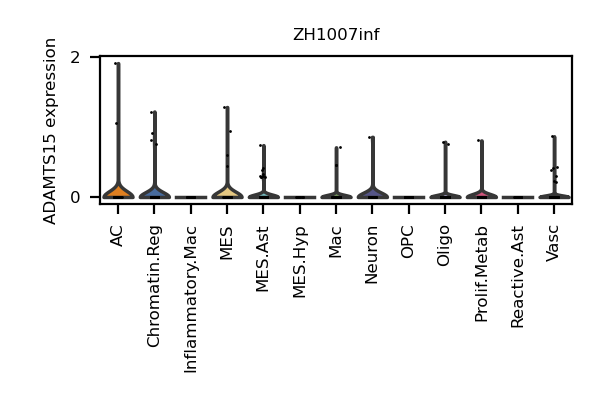 ZH1007inf
ADAMTS15 expression
2
0
AC
Chromatin.Reg
Inflammatory.Mac
MES
MES.Ast
MES.Hyp
Mac
Neuron
OPC
Oligo
Prolif.Metab
Reactive.Ast
Vasc